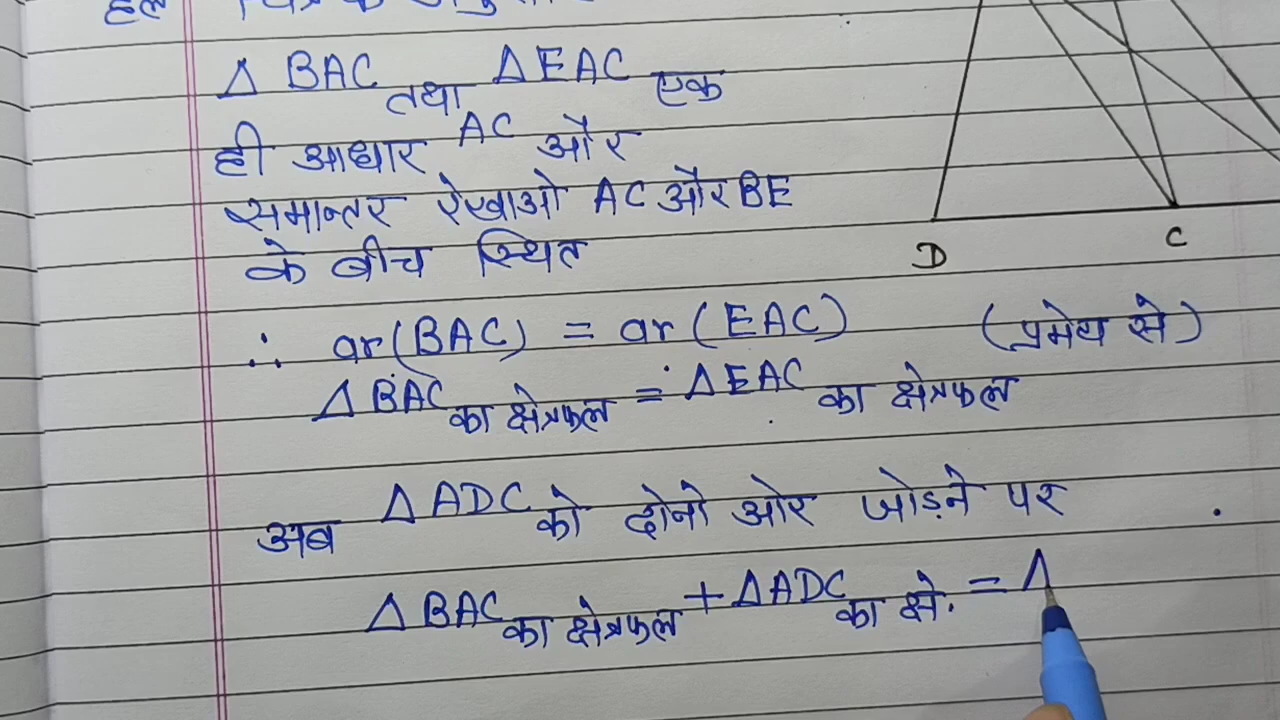 हल
Δ BAC तथा Δ EAC एक
ही आधार AC और
समान्तर रेखाओ AC और BE
के बीच स्थित
D
C
∴ ar(BAC) = ar(EAC) (प्रमेय से)
Δ BAC का क्षेत्रफल = Δ EAC का क्षेत्रफल
अब Δ ADC को दोनो ओर जोड़ने पर
Δ BAC का क्षेत्रफल + Δ ADC का क्षे. = Δ